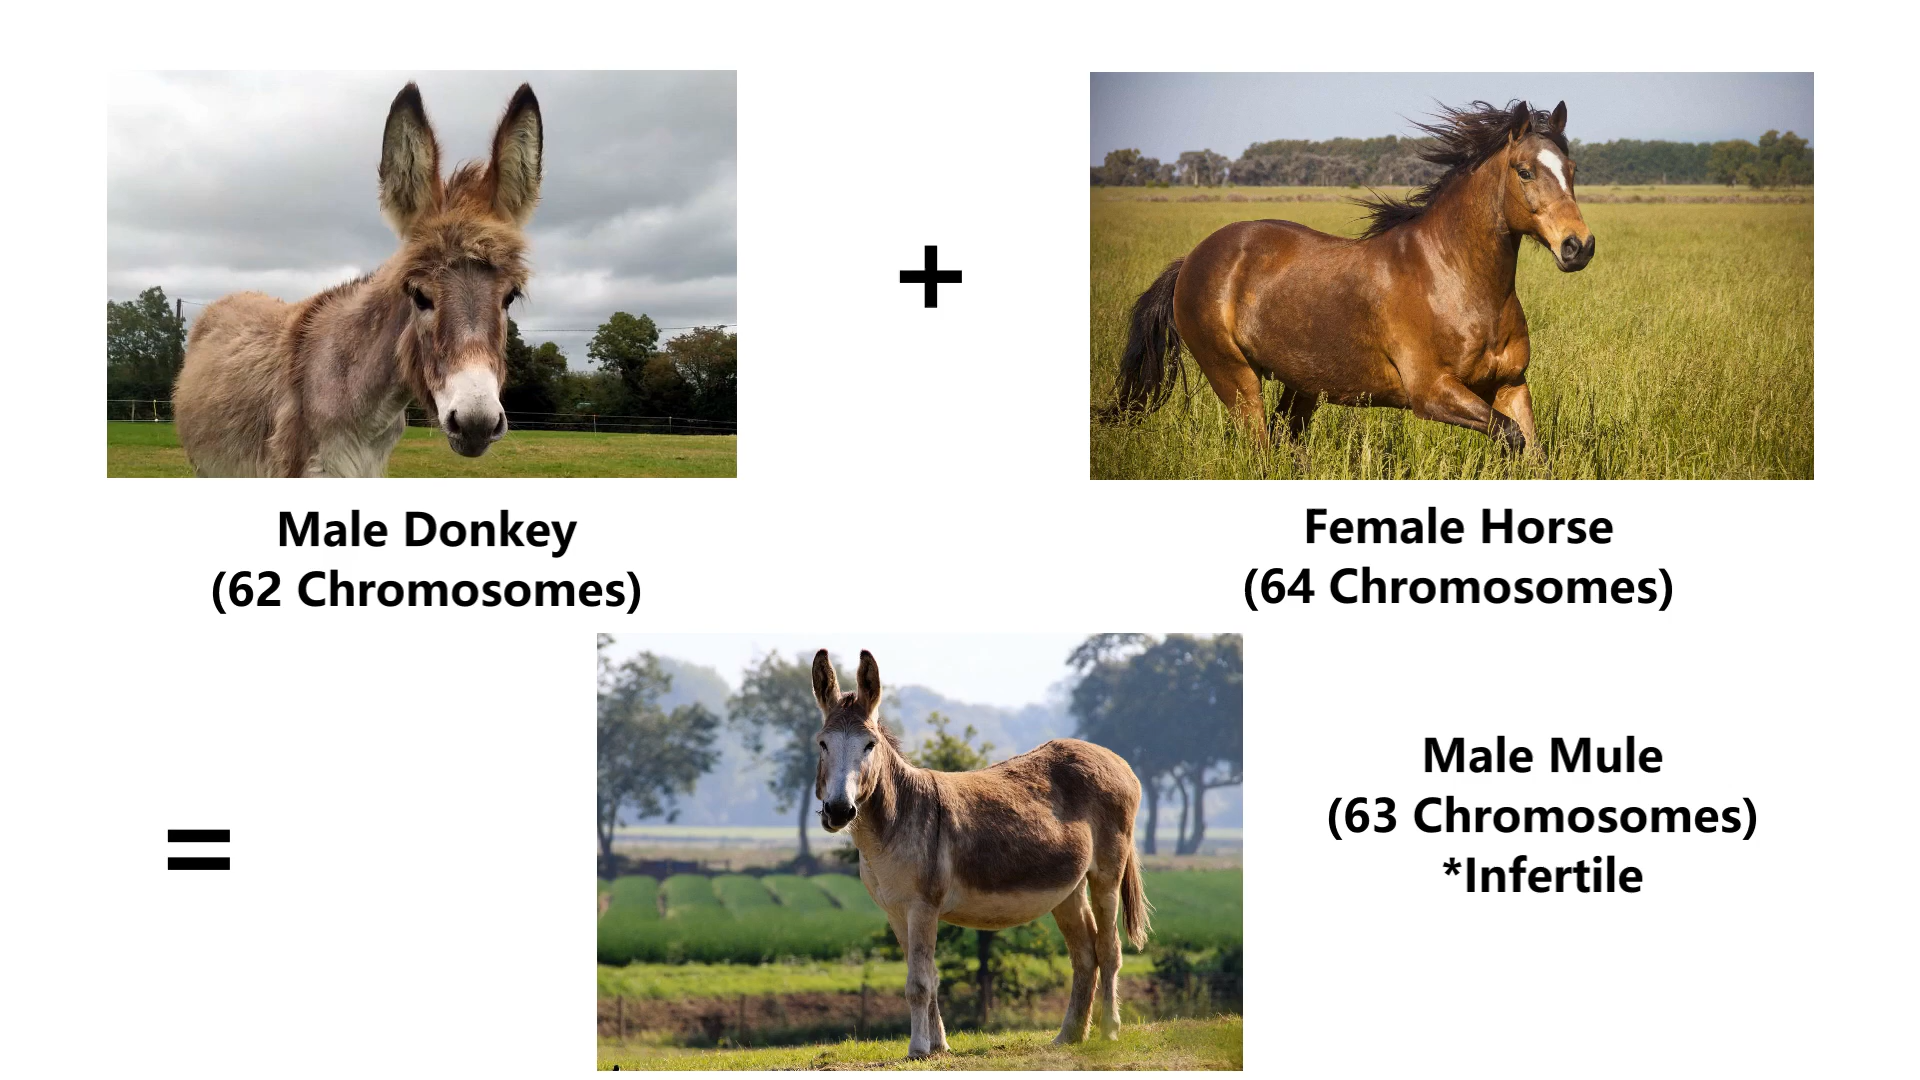 +
Male Donkey
(62 Chromosomes)
Female Horse
(64 Chromosomes)
=
Male Mule
(63 Chromosomes)
*Infertile